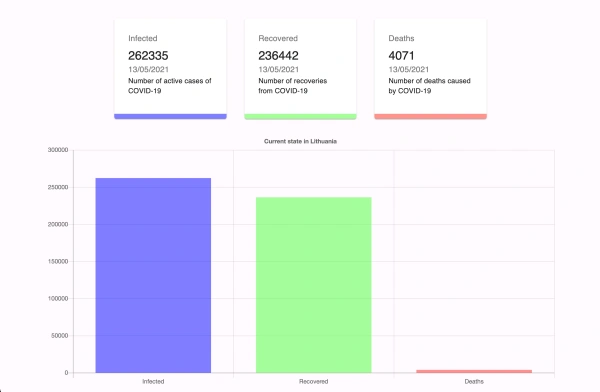 Infected
262335
13/05/2021
Number of active cases of
COVID-19
Recovered
236442
13/05/2021
Number of recoveries
from COVID-19
Deaths
4071
13/05/2021
Number of deaths caused
by COVID-19
Current state in Lithuania
300000
250000
200000
150000
100000
50000
0
Infected
Recovered
Deaths